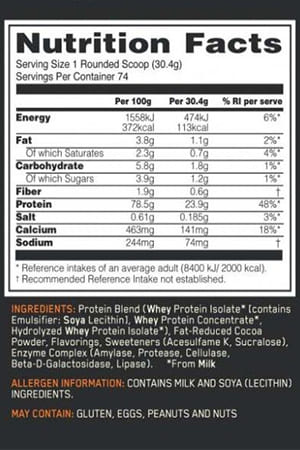 Nutrition Facts
Serving Size 1 Rounded Scoop (30.4g)
Servings Per Container 74
Per 100g Per 30.4g % RI per serve
Energy 1558kJ 474kJ 6%*
372kcal 113kcal
Fat 3.8g 1.1g 2%*
Of which Saturates 2.3g 0.7g 4%*
Carbohydrate 5.8g 1.8g 1%*
Of which Sugars 3.9g 1.2g 1%*
Fiber 1.9g 0.6g †
Protein 78.5g 23.9g 48%*
Salt 0.61g 0.185g 3%*
Calcium 463mg 141mg 18%*
Sodium 244mg 74mg †
* Reference intakes of an average adult (8400 kJ/ 2000 kcal).
† Recommended Reference Intake not established.
INGREDIENTS: Protein Blend (Whey Protein Isolate* [contains
Emulsifier; Soya Lecithin), Whey Protein Concentrate*,
Hydrolyzed Whey Protein Isolate*), Fat-Reduced Cocoa
Powder, Flavorings, Sweeteners (Acesulfame K, Sucralose),
Enzyme Complex (Amylase, Protease, Cellulase,
Beta-D-Galactosidase, Lipase). *From Milk
ALLERGEN INFORMATION: CONTAINS MILK AND SOYA (LECITHIN)
INGREDIENTS.
MAY CONTAIN: GLUTEN, EGGS, PEANUTS AND NUTS